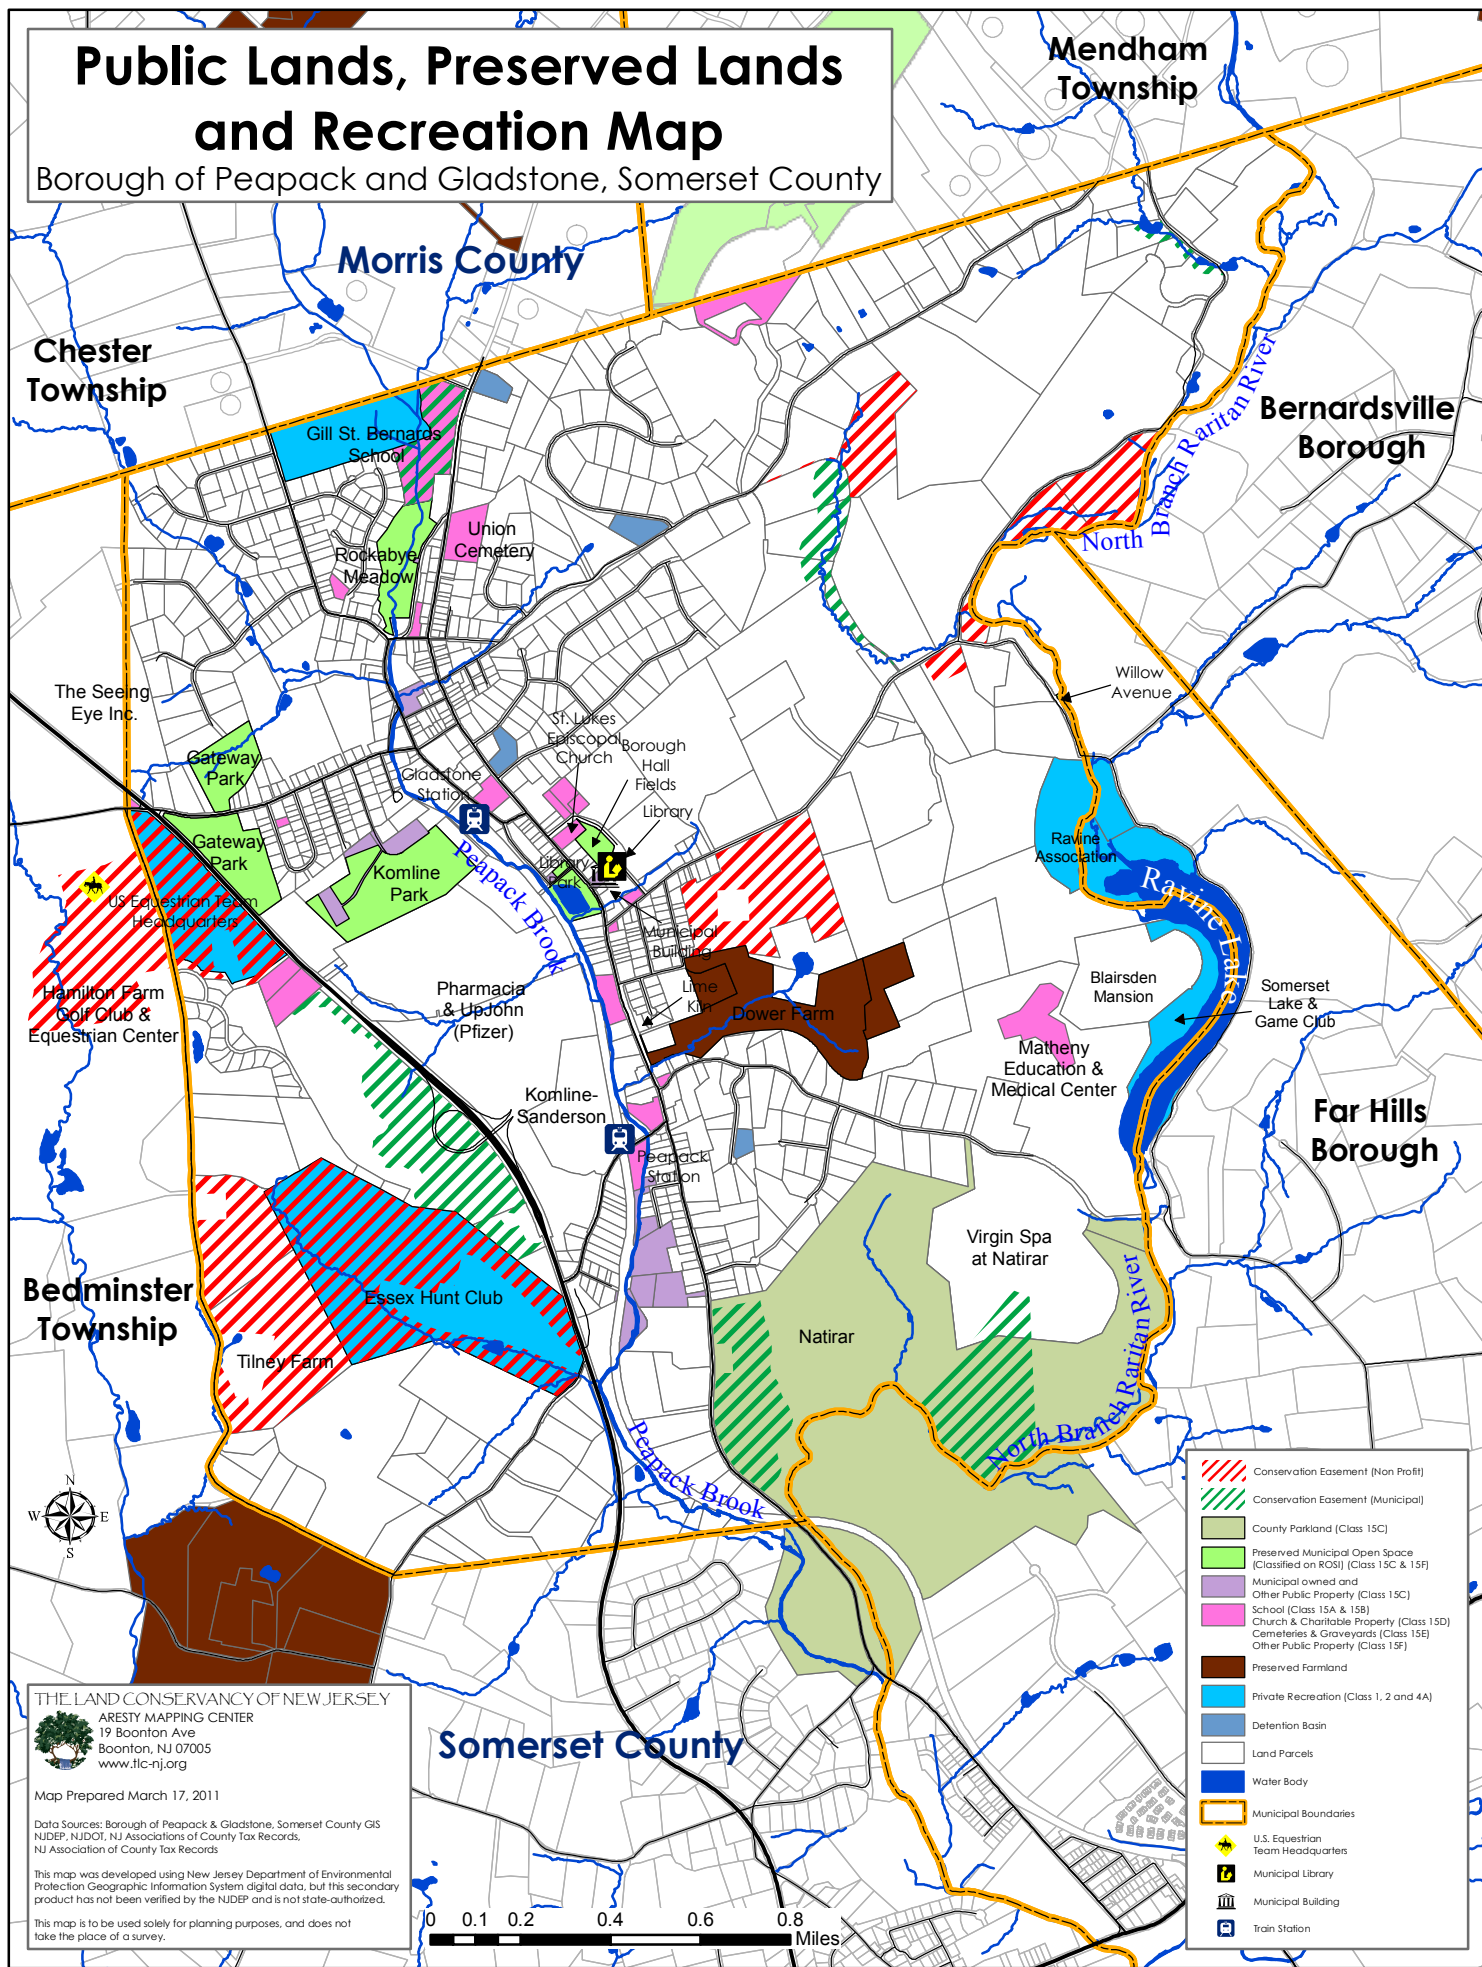 Public Lands, Preserved Lands
and Recreation Map
Borough of Peapack and Gladstone, Somerset County
Mendham
Township
Morris County
Chester
Township
Bernardsville
Borough
North
Branch Raritan River
Gill St. Bernards
School
Union
Cemetery
Rockabye
Meadow
The Seeing
Eye Inc.
Willow
Avenue
St. Lukes
Episcopal
Church
Borough
Hall
Fields
Library
Gateway
Park
Gladstone
Station
Gateway
Park
Komline
Park
Library
Park
Peapack Brook
Ravine
Association
Ravine Lake
US Equestrian Team
Headquarters
Municipal
Building
Hamilton Farm
Golf Club &
Equestrian Center
Pharmacia
& UpJohn
(Pfizer)
Lime
Kiln
Dower Farm
Blairsden
Mansion
Somerset
Lake &
Game Club
Matheny
Education &
Medical Center
Komline-
Sanderson
Peapack
Station
Far Hills
Borough
Virgin Spa
at Natirar
Natirar
Bedminster
Township
Essex Hunt Club
Tilney Farm
North Branch Raritan River
Peapack Brook
N
W
E
S
Somerset County
Conservation Easement (Non Profit)
Conservation Easement (Municipal)
County Parkland (Class 15C)
Preserved Municipal Open Space
(Classified on ROSI) (Class 15C & 15F)
Municipal owned and
Other Public Property (Class 15C)
School (Class 15A & 15B)
Church & Charitable Property (Class 15D)
Cemeteries & Graveyards (Class 15E)
Other Public Property (Class 15F)
Preserved Farmland
Private Recreation (Class 1, 2 and 4A)
Detention Basin
Land Parcels
Water Body
Municipal Boundaries
U.S. Equestrian
Team Headquarters
Municipal Library
Municipal Building
Train Station
THE LAND CONSERVANCY OF NEW JERSEY
ARESTY MAPPING CENTER
19 Boonton Ave
Boonton, NJ 07005
www.tlc-nj.org
Map Prepared March 17, 2011
Data Sources: Borough of Peapack & Gladstone, Somerset County GIS
NJDEP, NJDOT, NJ Associations of County Tax Records,
NJ Association of County Tax Records
This map was developed using New Jersey Department of Environmental
Protection Geographic Information System digital data, but this secondary
product has not been verified by the NJDEP and is not state-authorized.
This map is to be used solely for planning purposes, and does not
take the place of a survey.
0 0.1 0.2 0.4 0.6 0.8
Miles